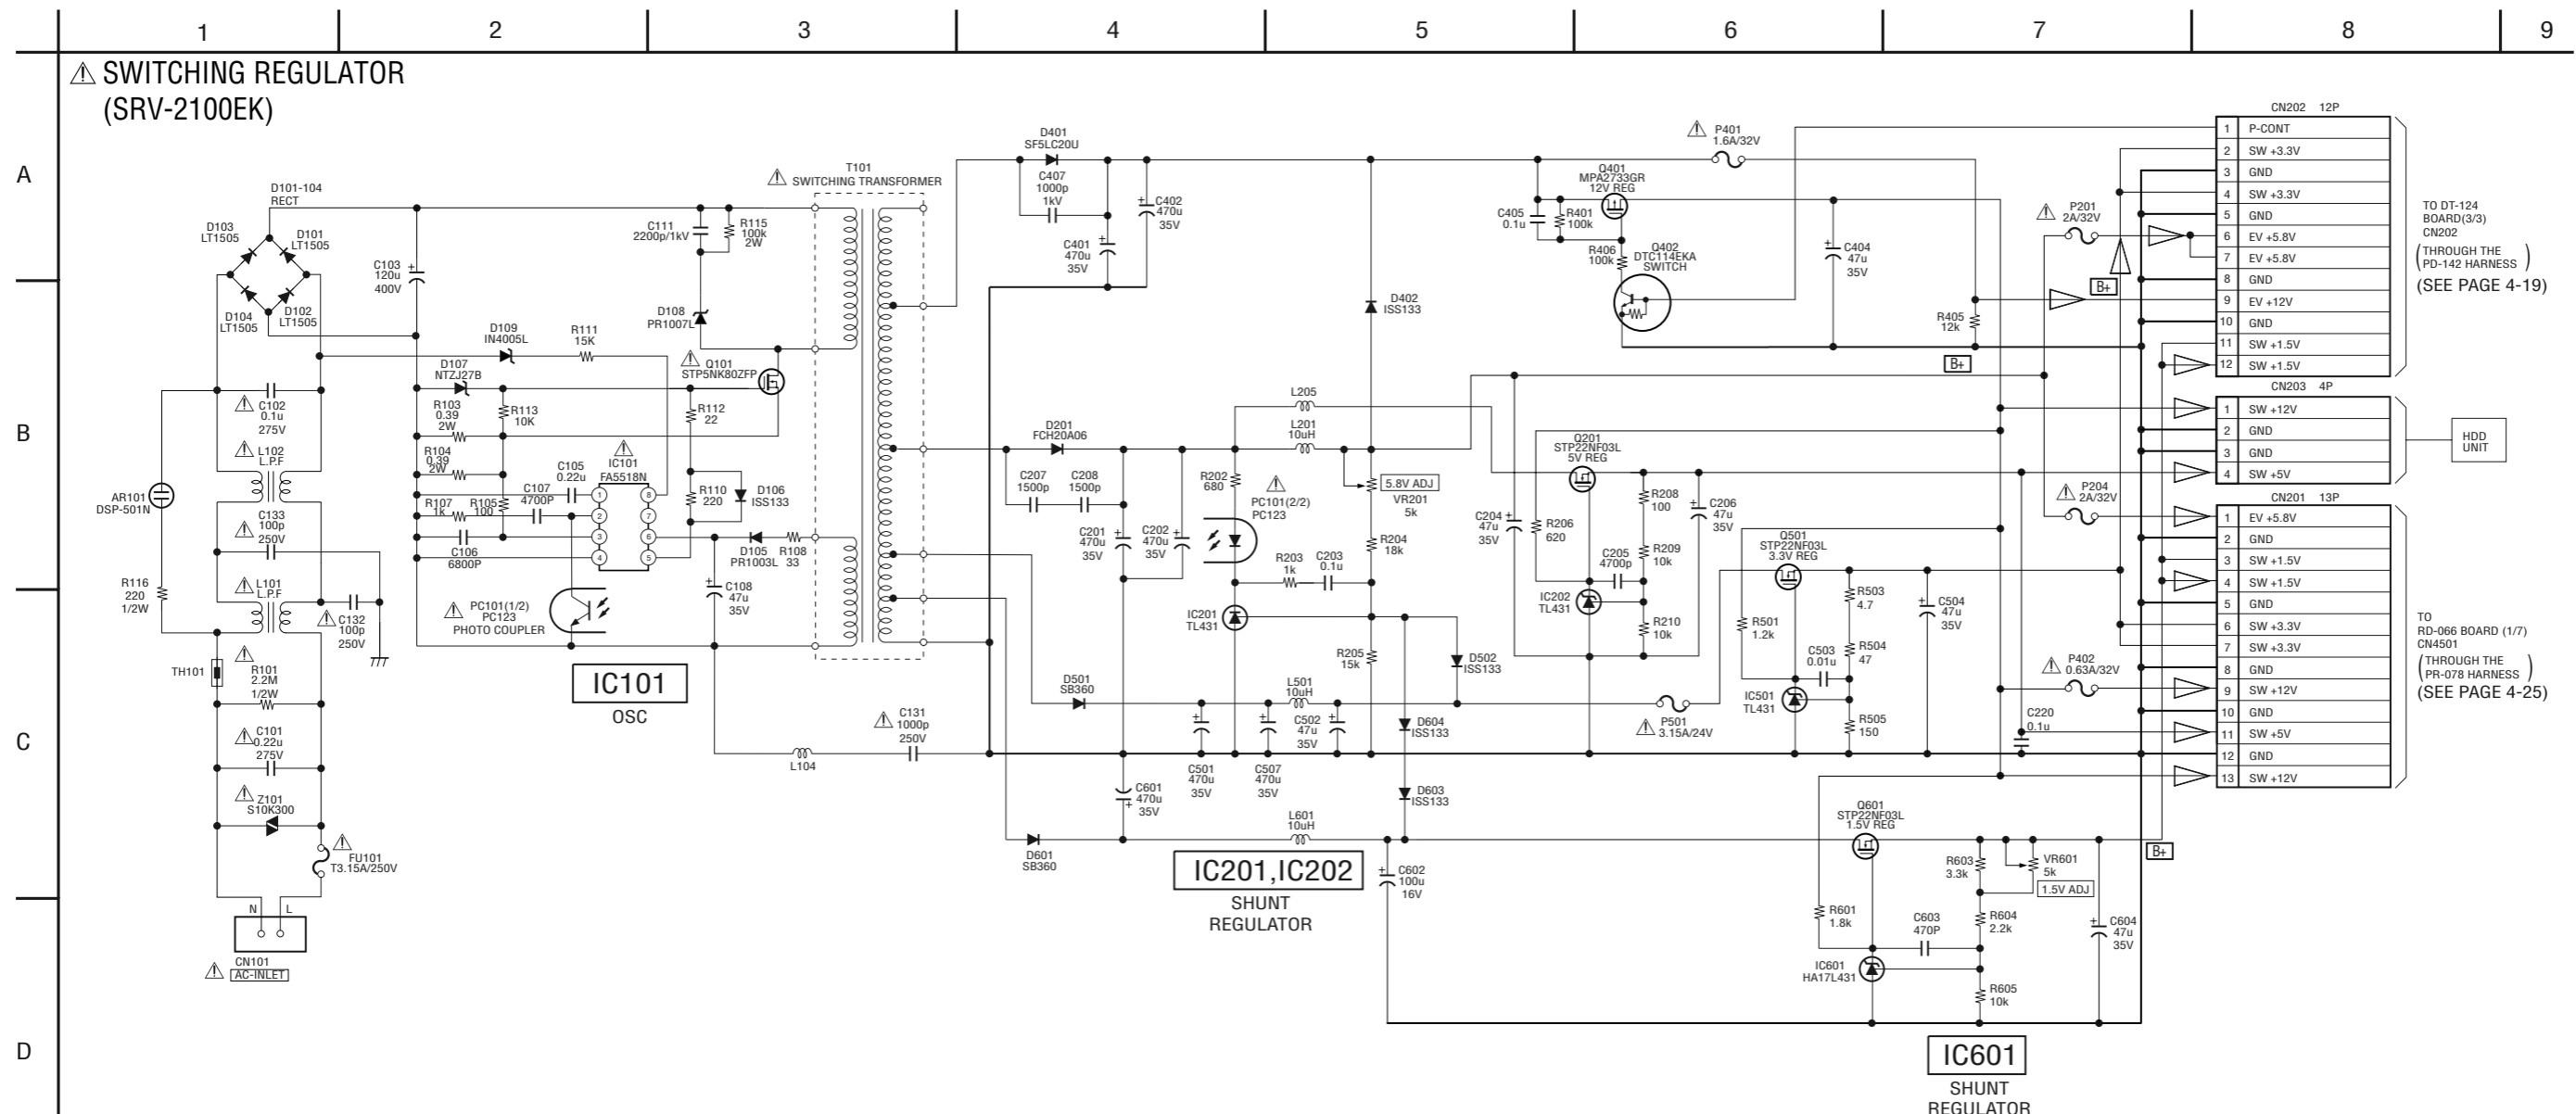 1 2 3 4 5 6 7 8 9
A
B
C
D
SWITCHING REGULATOR
(SRV-2100EK)
D101-104
RECT
D103
LT1505
D101
LT1505
D104
LT1505
D102
LT1505
C103
120u
400V
+
C102
0.1u
275V
L102
L.P.F
AR101
DSP-501N
C133
100p
250V
R116
220
1/2W
L101
L.P.F
C132
100p
250V
TH101
R101
2.2M
1/2W
C101
0.22u
275V
Z101
S10K300
FU101
T3.15A/250V
N L
CN101
AC-INLET
D109
IN4005L
R111
15K
D107
NTZJ27B
R103
0.39
2W
R113
10K
R104
0.39
2W
C105
0.22u
IC101
FA5518N
C107
4700P
R107
1k
R105
100
C106
6800P
1
2
3
4
8
7
6
5
PC101(1/2)
PC123
PHOTO COUPLER
IC101
OSC
T101
SWITCHING TRANSFORMER
C111
2200p/1kV
R115
100k
2W
D108
PR1007L
Q101
STP5NK80ZFP
R112
22
R110
220
D106
ISS133
D105
PR1003L
R108
33
+
C108
47u
35V
L104
C131
1000p
250V
D401
SF5LC20U
C407
1000p
1kV
+
C402
470u
35V
C401
470u
35V
+
D201
FCH20A06
C207
1500p
C208
1500p
C201
470u
35V
+
C202
470u
35V
+
R202
680
PC101(2/2)
PC123
R203
1k
C203
0.1u
IC201
TL431
D501
SB360
C501
470u
35V
+
C507
470u
35V
+
C502
47u
35V
+
C601
470u
35V
+
D601
SB360
L205
L201
10uH
5.8V ADJ
VR201
5k
R204
18k
R205
15k
D402
ISS133
D502
ISS133
D604
ISS133
D603
ISS133
L501
10uH
L601
10uH
C602
100u
16V
+
IC201,IC202
SHUNT
REGULATOR
P401
1.6A/32V
Q401
MPA2733GR
12V REG
C405
0.1u
R401
100k
R406
100k
Q402
DTC114EKA
SWITCH
+
C404
47u
35V
R405
12k
B+
Q201
STP22NF03L
5V REG
C204
47u
35V
+
R206
620
C205
4700p
R208
100
R209
10k
R210
10k
+
C206
47u
35V
IC202
TL431
Q501
STP22NF03L
3.3V REG
R501
1.2k
C503
0.01u
R503
4.7
R504
47
R505
150
IC501
TL431
P501
3.15A/24V
+
C504
47u
35V
C220
0.1u
P201
2A/32V
B+
P204
2A/32V
P402
0.63A/32V
Q601
STP22NF03L
1.5V REG
R601
1.8k
C603
470P
R603
3.3k
VR601
5k
1.5V ADJ
R604
2.2k
R605
10k
+
C604
47u
35V
IC601
HA17L431
B+
IC601
SHUNT
REGULATOR
CN202 12P
1 P-CONT
2 SW +3.3V
3 GND
4 SW +3.3V
5 GND
6 EV +5.8V
7 EV +5.8V
8 GND
9 EV +12V
10 GND
11 SW +1.5V
12 SW +1.5V
TO DT-124
BOARD(3/3)
CN202
(THROUGH THE
PD-142 HARNESS)
(SEE PAGE 4-19)
CN203 4P
1 SW +12V
2 GND
3 GND
4 SW +5V
HDD
UNIT
CN201 13P
1 EV +5.8V
2 GND
3 SW +1.5V
4 SW +1.5V
5 GND
6 SW +3.3V
7 SW +3.3V
8 GND
9 SW +12V
10 GND
11 SW +5V
12 GND
13 SW +12V
TO
RD-066 BOARD (1/7)
CN4501
(THROUGH THE
PR-078 HARNESS)
(SEE PAGE 4-25)